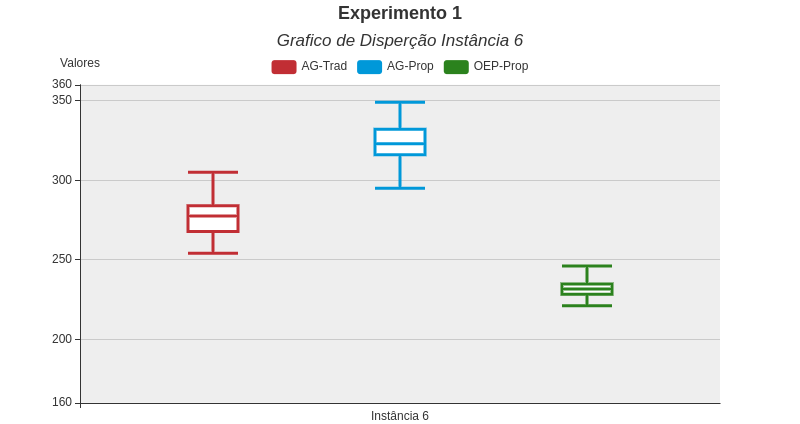 Experimento 1
Grafico de Disperção Instância 6
Valores
AG-Trad AG-Prop OEP-Prop
360
350
300
250
200
160
Instância 6